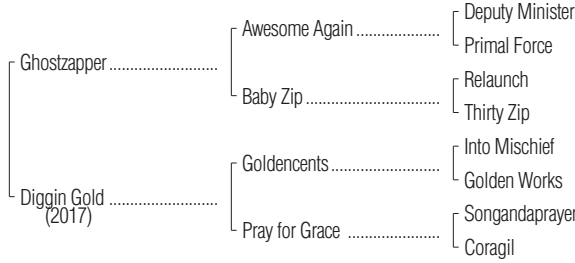 Deputy Minister
Awesome Again ...................
Primal Force
Ghostzapper .........................
Relaunch
Baby Zip ...............................
Thirty Zip
Into Mischief
Goldencents.........................
Golden Works
Diggin Gold .........................
(2017)
Songandaprayer
Pray for Grace .....................
Coragil